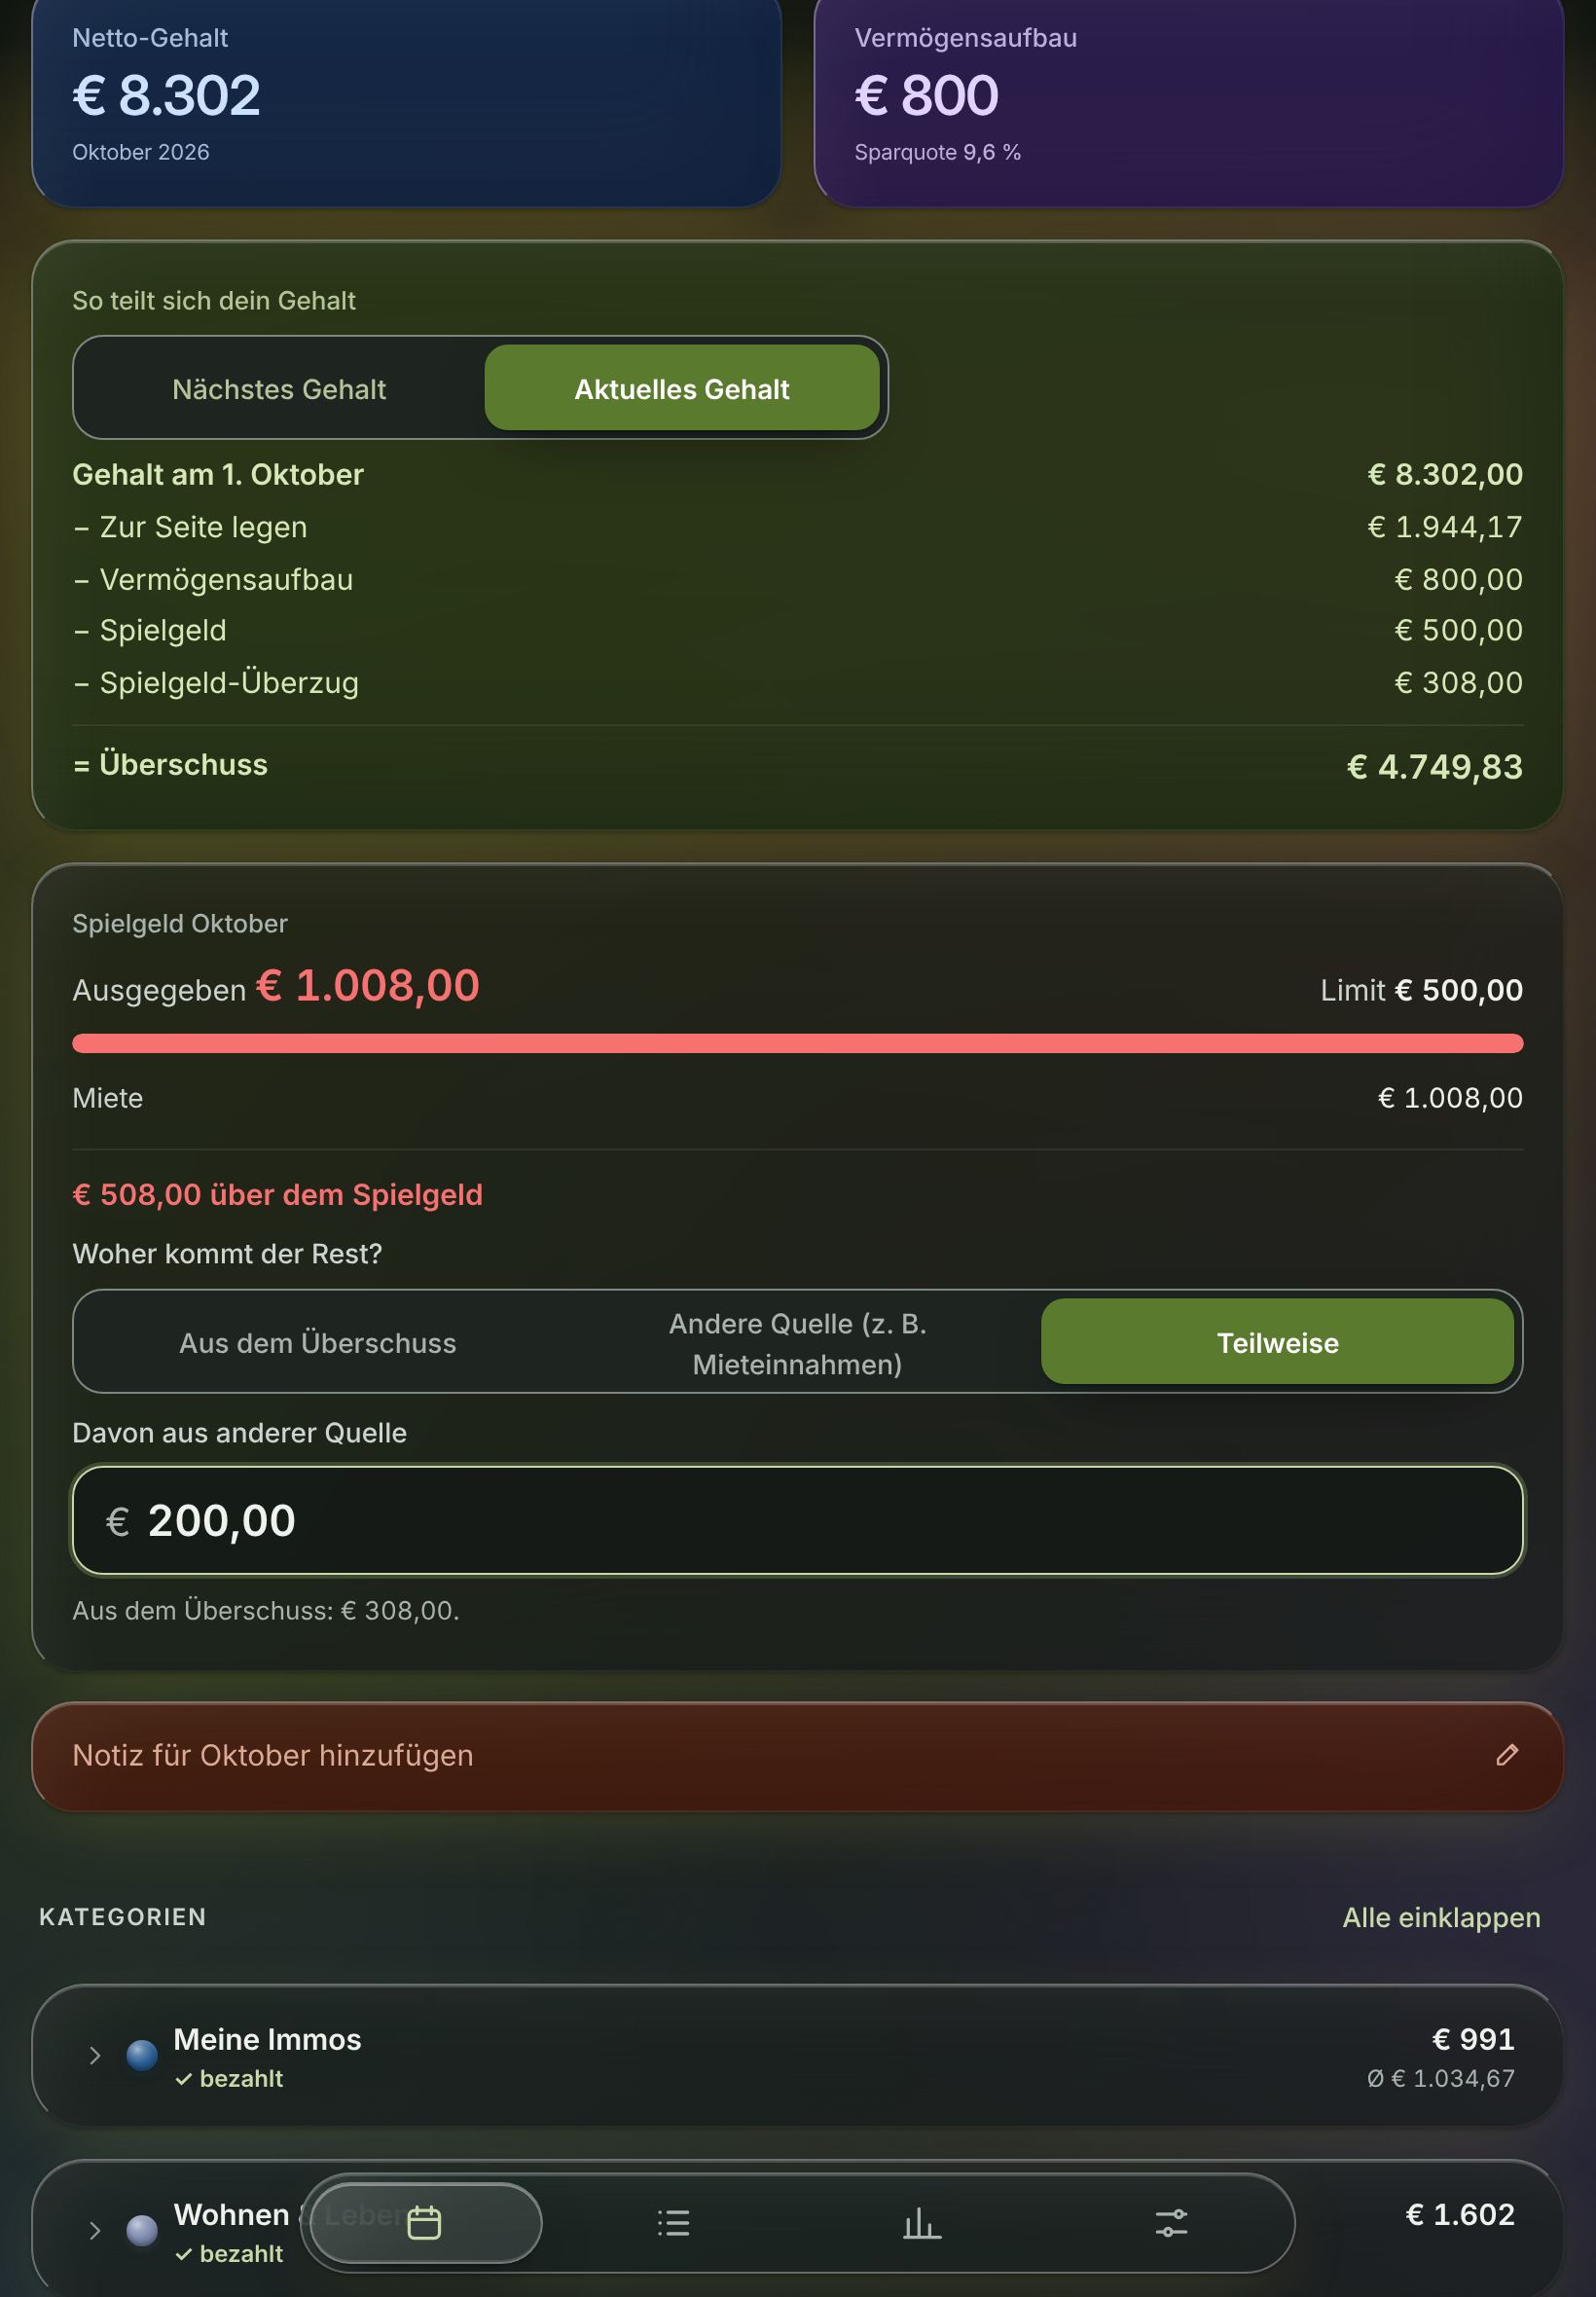 Netto-Gehalt
€ 8.302
Oktober 2026
Vermögensaufbau
€ 800
Sparquote 9,6 %
So teilt sich dein Gehalt
Nächstes Gehalt
Aktuelles Gehalt
Gehalt am 1. Oktober € 8.302,00
– Zur Seite legen € 1.944,17
– Vermögensaufbau € 800,00
– Spielgeld € 500,00
– Spielgeld-Überzug € 308,00
= Überschuss € 4.749,83
Spielgeld Oktober
Ausgegeben € 1.008,00 Limit € 500,00
Miete € 1.008,00
€ 508,00 über dem Spielgeld
Woher kommt der Rest?
Aus dem Überschuss
Andere Quelle (z. B.
Mieteinnahmen)
Teilweise
Davon aus anderer Quelle
€ 200,00
Aus dem Überschuss: € 308,00.
Notiz für Oktober hinzufügen
KATEGORIEN Alle einklappen
Meine Immos € 991
✓ bezahlt Ø € 1.034,67
Wohnen & Leben € 1.602
✓ bezahlt